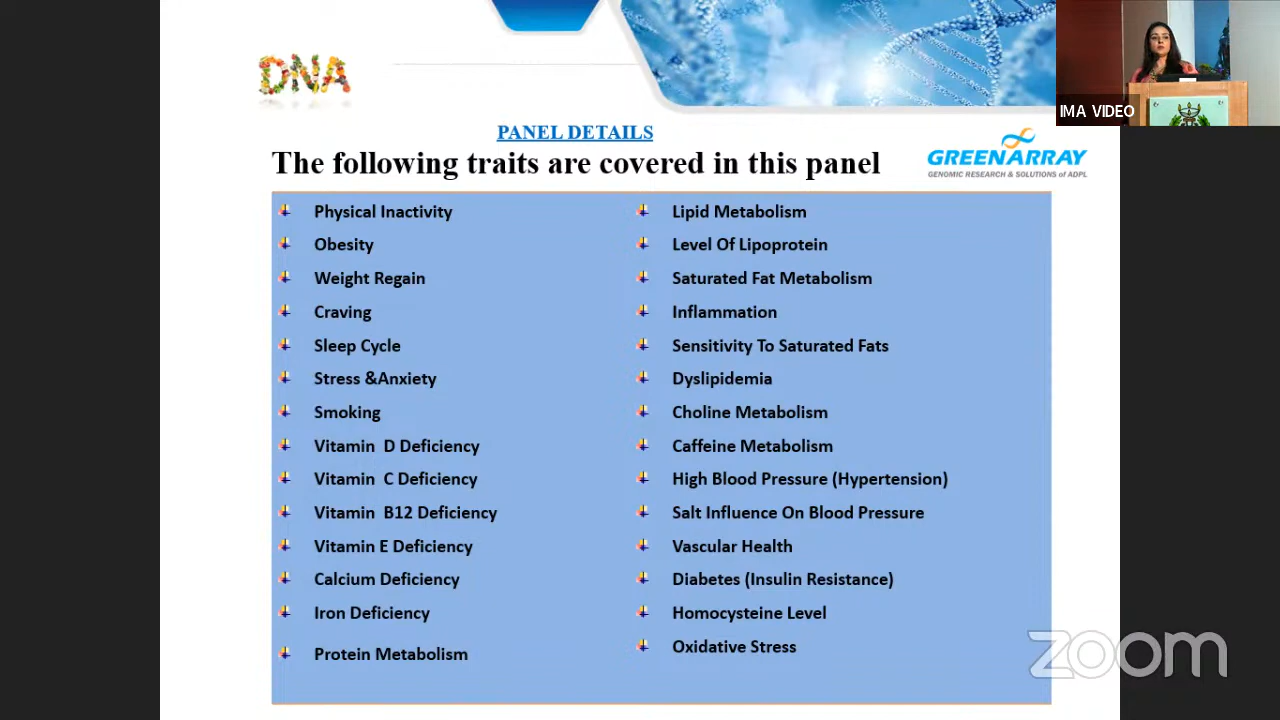 DNA
IMA VIDEO
PANEL DETAILS
The following traits are covered in this panel
GREENARRAY
GENOMIC RESEARCH & SOLUTIONS of ADPL
Physical Inactivity
Obesity
Weight Regain
Craving
Sleep Cycle
Stress &Anxiety
Smoking
Vitamin  D Deficiency
Vitamin  C Deficiency
Vitamin  B12 Deficiency
Vitamin E Deficiency
Calcium Deficiency
Iron Deficiency
Protein Metabolism
Lipid Metabolism
Level Of Lipoprotein
Saturated Fat Metabolism
Inflammation
Sensitivity To Saturated Fats
Dyslipidemia
Choline Metabolism
Caffeine Metabolism
High Blood Pressure (Hypertension)
Salt Influence On Blood Pressure
Vascular Health
Diabetes (Insulin Resistance)
Homocysteine Level
Oxidative Stress
zoom